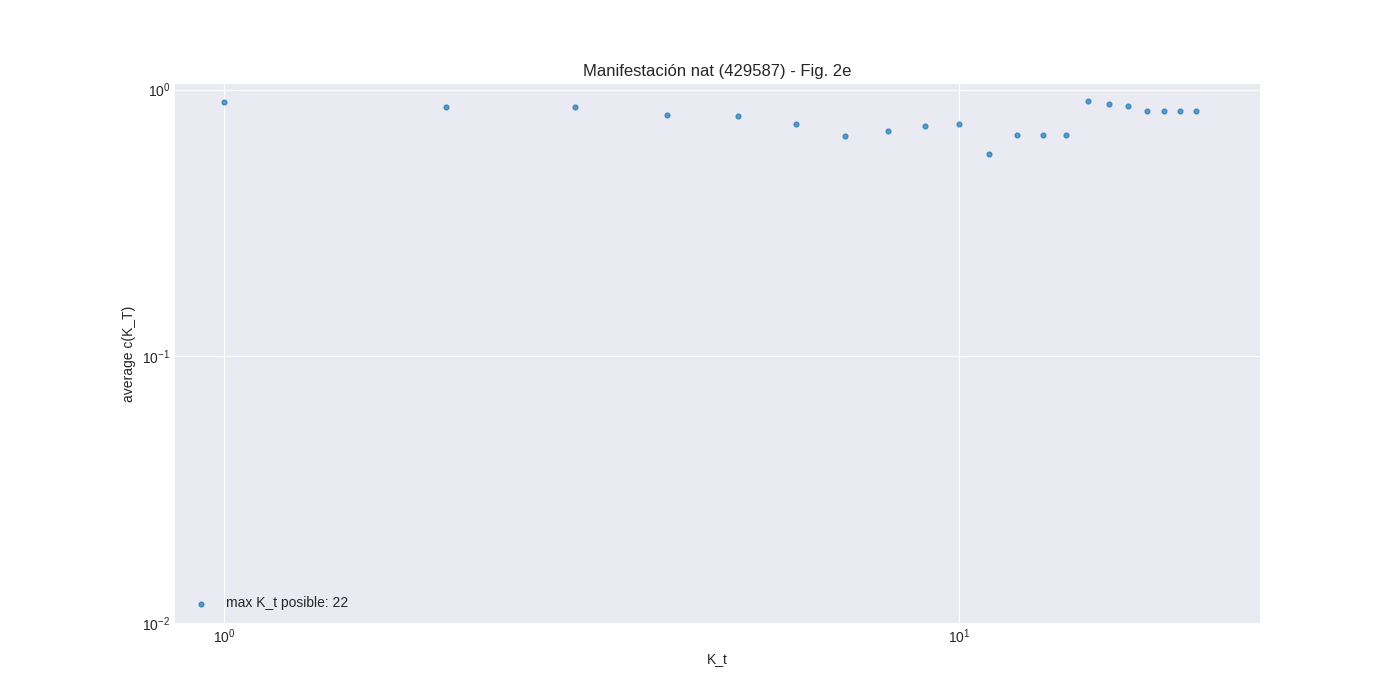 Manifestación nat (429587) - Fig. 2e
average c(K_T)
10⁰
10⁻¹
10⁻²
max K_t posible: 22
10⁰ 10¹
K_t